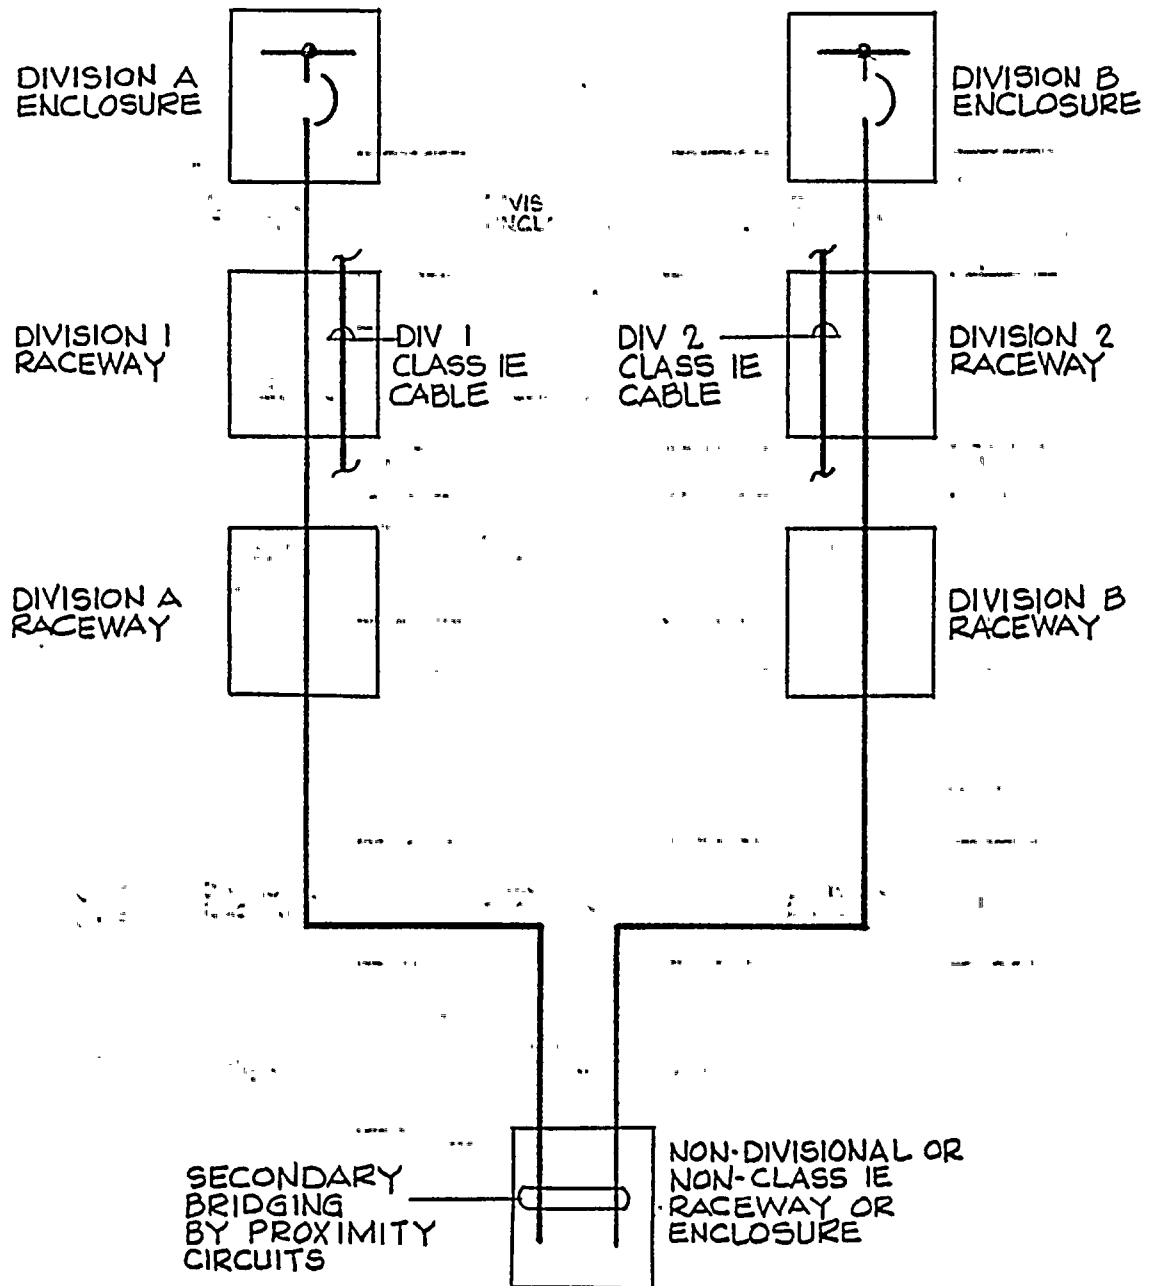 DIVISION A
ENCLOSURE
DIVISION B
ENCLOSURE
DIVISION 1
RACEWAY
DIV 1
CLASS IE
CABLE
DIV 2
CLASS IE
CABLE
DIVISION 2
RACEWAY
DIVISION A
RACEWAY
DIVISION B
RACEWAY
SECONDARY
BRIDGING
BY PROXIMITY
CIRCUITS
NON-DIVISIONAL OR
NON-CLASS IE
RACEWAY OR
ENCLOSURE